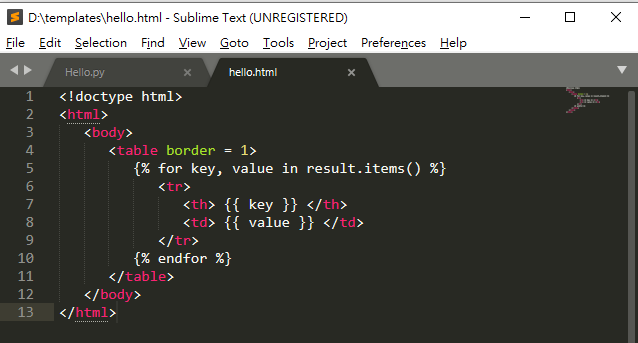 D:\templates\hello.html - Sublime Text (UNREGISTERED)
File Edit Selection Find View Goto Tools Project Preferences Help
Hello.py × hello.html ×
1 <!doctype html>
2 <html>
3 <body>
4 <table border = 1>
5 {% for key, value in result.items() %}
6 <tr>
7 <th> {{ key }} </th>
8 <td> {{ value }} </td>
9 </tr>
10 {% endfor %}
11 </table>
12 </body>
13 </html>